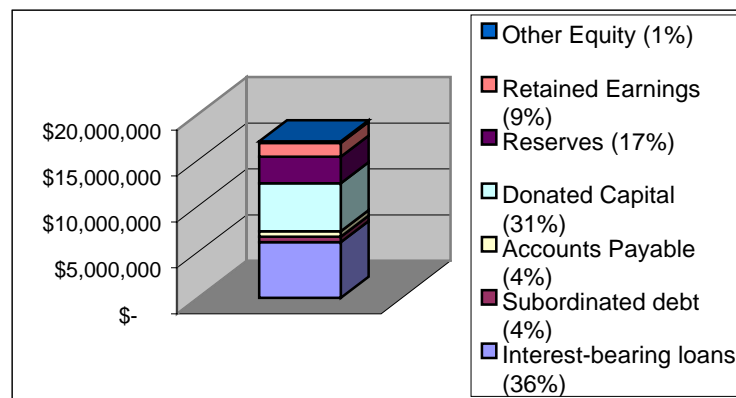 $20,000,000
$15,000,000
$10,000,000
$5,000,000
$-
Other Equity (1%)
Retained Earnings
(9%)
Reserves (17%)
Donated Capital
(31%)
Accounts Payable
(4%)
Subordinated debt
(4%)
Interest-bearing loans
(36%)